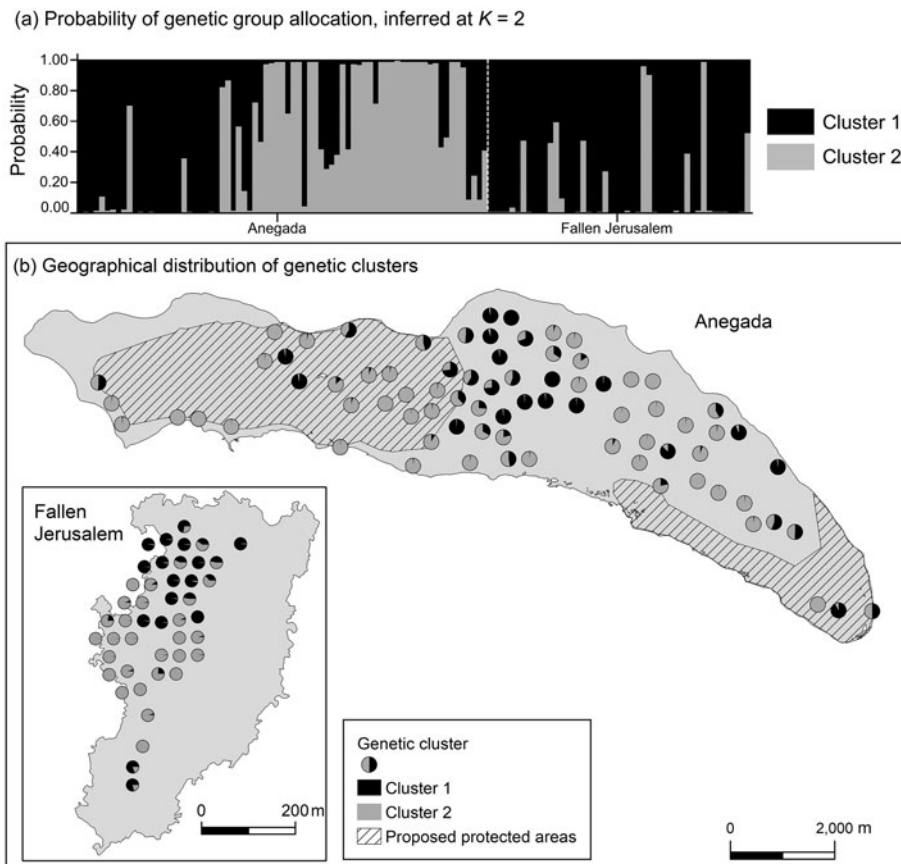 (a) Probability of genetic group allocation, inferred at K = 2
1.00
0.80
0.60
0.40
0.20
0.00
Probability
Cluster 1
Cluster 2
Anegada
Fallen Jerusalem
(b) Geographical distribution of genetic clusters
Anegada
Fallen
Jerusalem
0
200 m
Genetic cluster
Cluster 1
Cluster 2
Proposed protected areas
0
2,000 m